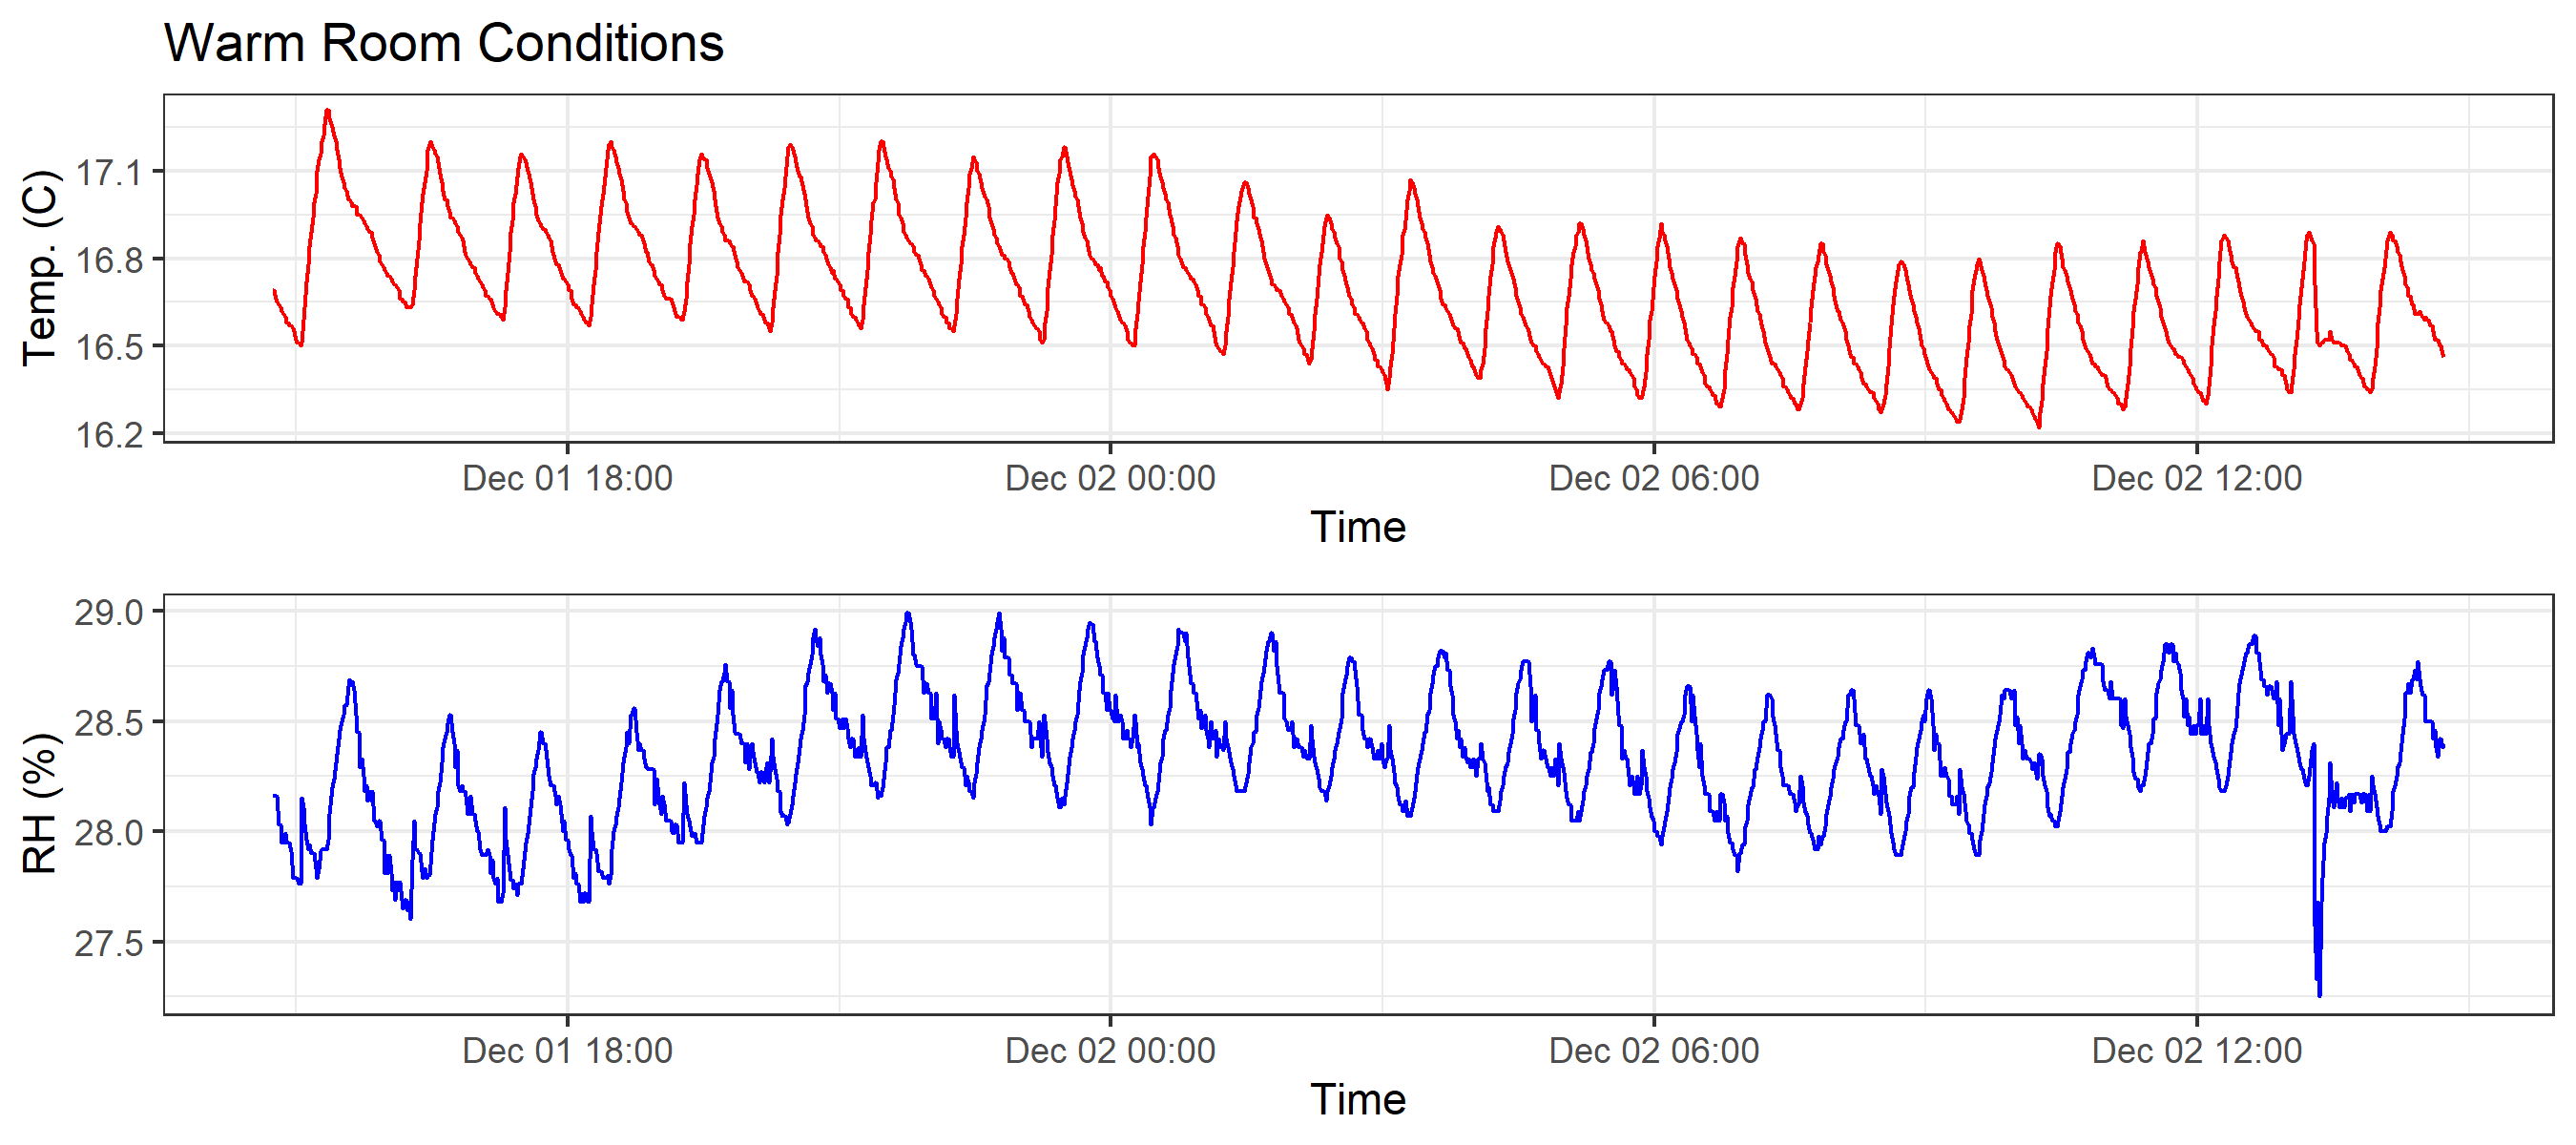 Warm Room Conditions
Temp. (C)
17.1
16.8
16.5
16.2
Dec 01 18:00 Dec 02 00:00 Dec 02 06:00 Dec 02 12:00
Time
RH (%)
29.0
28.5
28.0
27.5
Dec 01 18:00 Dec 02 00:00 Dec 02 06:00 Dec 02 12:00
Time